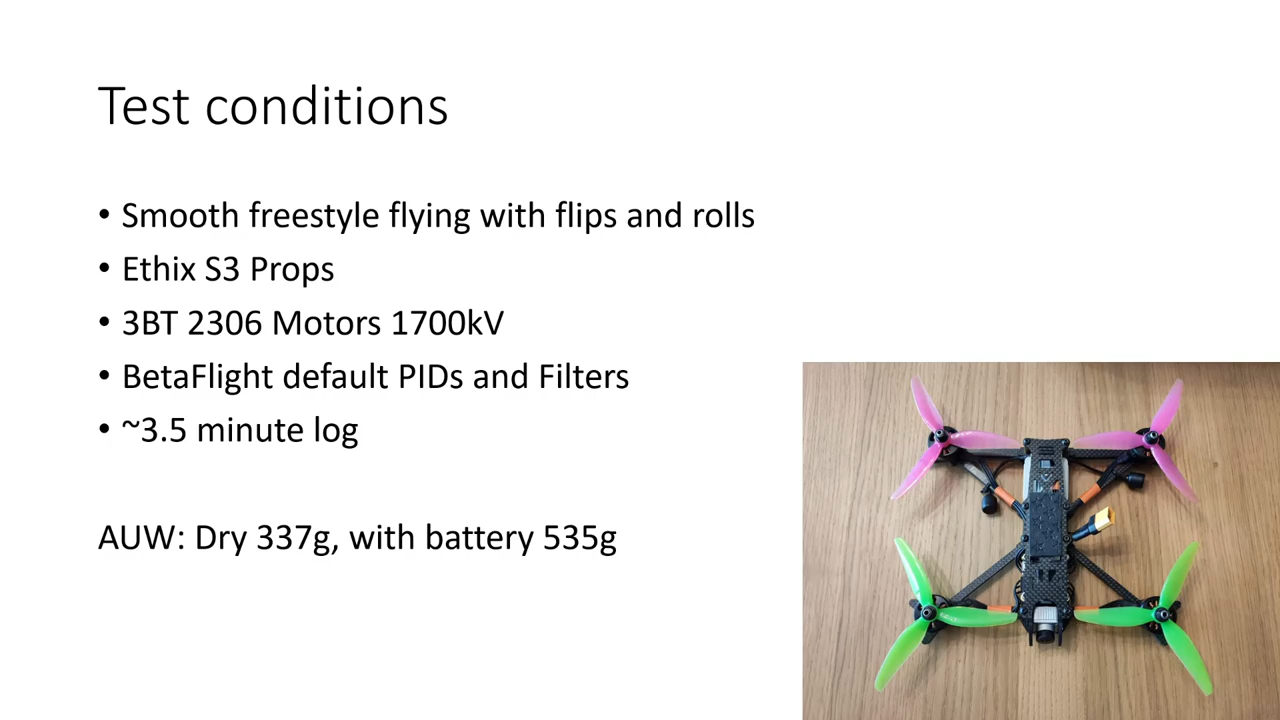 Test conditions
• Smooth freestyle flying with flips and rolls
• Ethix S3 Props
• 3BT 2306 Motors 1700kV
• BetaFlight default PIDs and Filters
• ~3.5 minute log
AUW: Dry 337g, with battery 535g